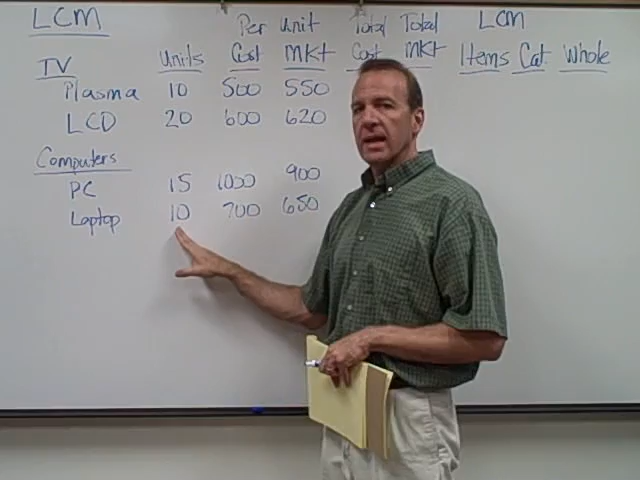 LCM Per Unit Total Total LCM
TV Units Cost Mkt Cost Mkt Items Cat. Whole
Plasma 10 500 550
LCD 20 600 620
Computers
PC 15 1000 900
Laptop 10 700 650